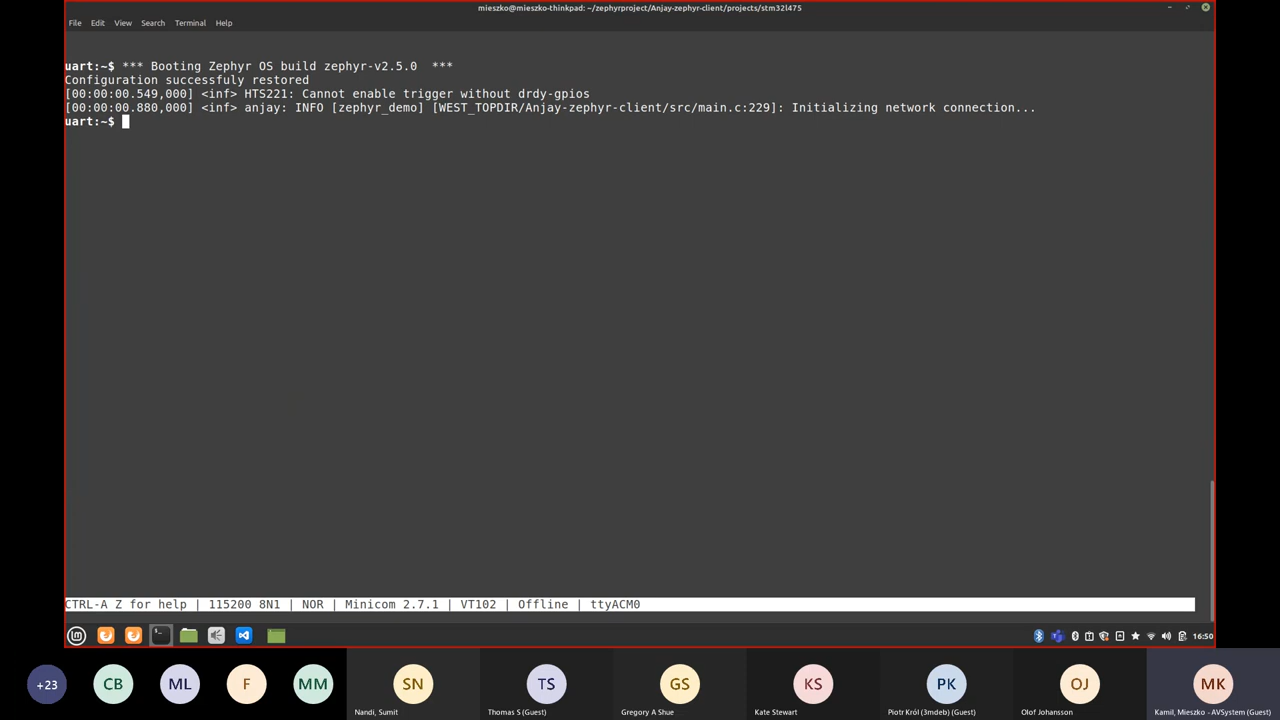 mieszko@mieszko-thinkpad: ~/zephyrproject/Anjay-zephyr-client/projects/stm32l475
File Edit View Search Terminal Help
uart:~$ *** Booting Zephyr OS build zephyr-v2.5.0  ***
Configuration successfuly restored
[00:00:00.549,000] <inf> HTS221: Cannot enable trigger without drdy-gpios
[00:00:00.880,000] <inf> anjay: INFO [zephyr_demo] [WEST_TOPDIR/Anjay-zephyr-client/src/main.c:229]: Initializing network connection...
uart:~$
CTRL-A Z for help | 115200 8N1 | NOR | Minicom 2.7.1 | VT102 | Offline | ttyACM0
16:50
+23 CB ML F MM SN TS GS KS PK OJ MK
Nandi, Sumit Thomas S (Guest) Gregory A Shue Kate Stewart Piotr Król (3mdeb) (Guest) Olof Johansson Kamil, Mieszko - AVSystem (Guest)